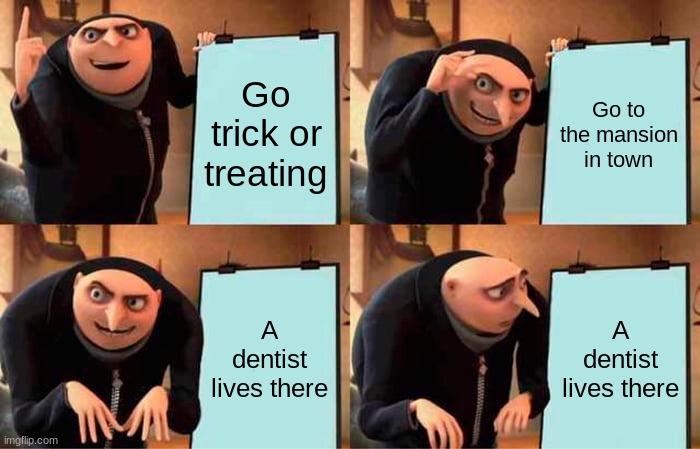 Go
trick or
treating
Go to
the mansion
in town
A
dentist
lives there
A
dentist
lives there
imgflip.com